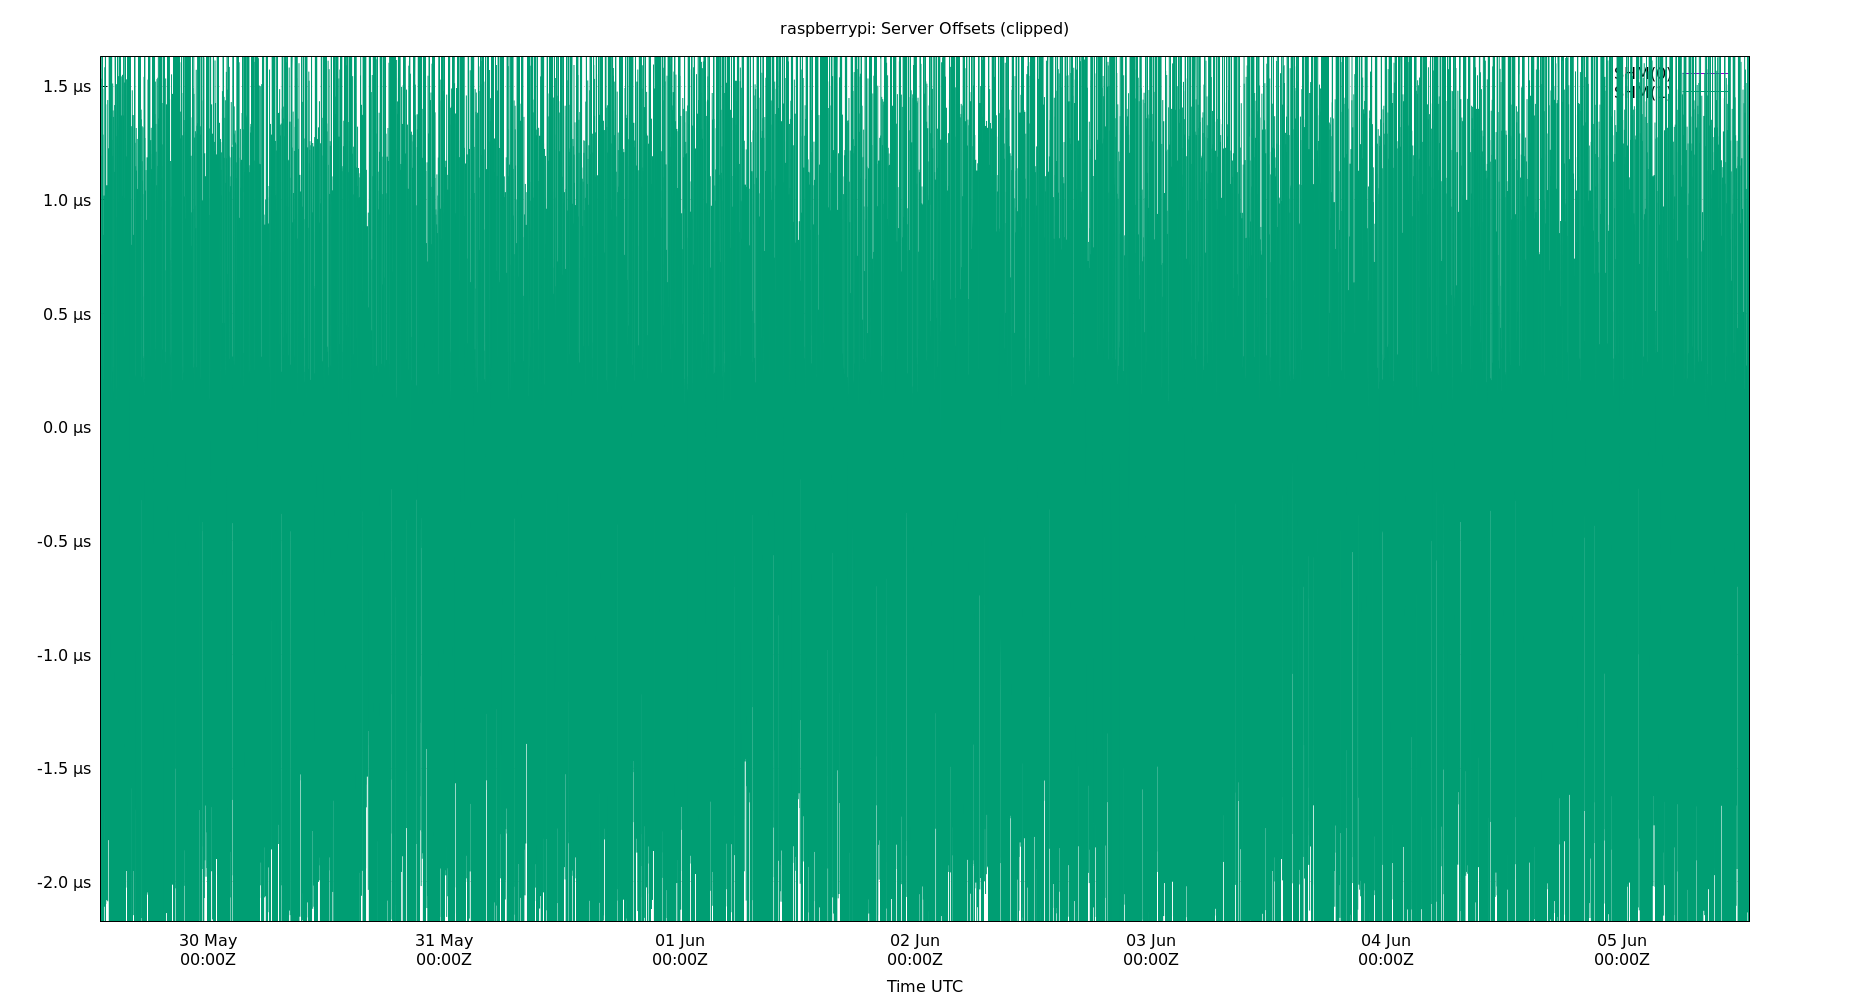 raspberrypi: Server Offsets (clipped)
SHM(0)
1.5 µs
1.0 µs
0.5 µs
0.0 µs
-0.5 µs
-1.0 µs
-1.5 µs
-2.0 µs
30 May
00:00Z
31 May
00:00Z
01 Jun
00:00Z
02 Jun
00:00Z
03 Jun
00:00Z
04 Jun
00:00Z
05 Jun
00:00Z
Time UTC